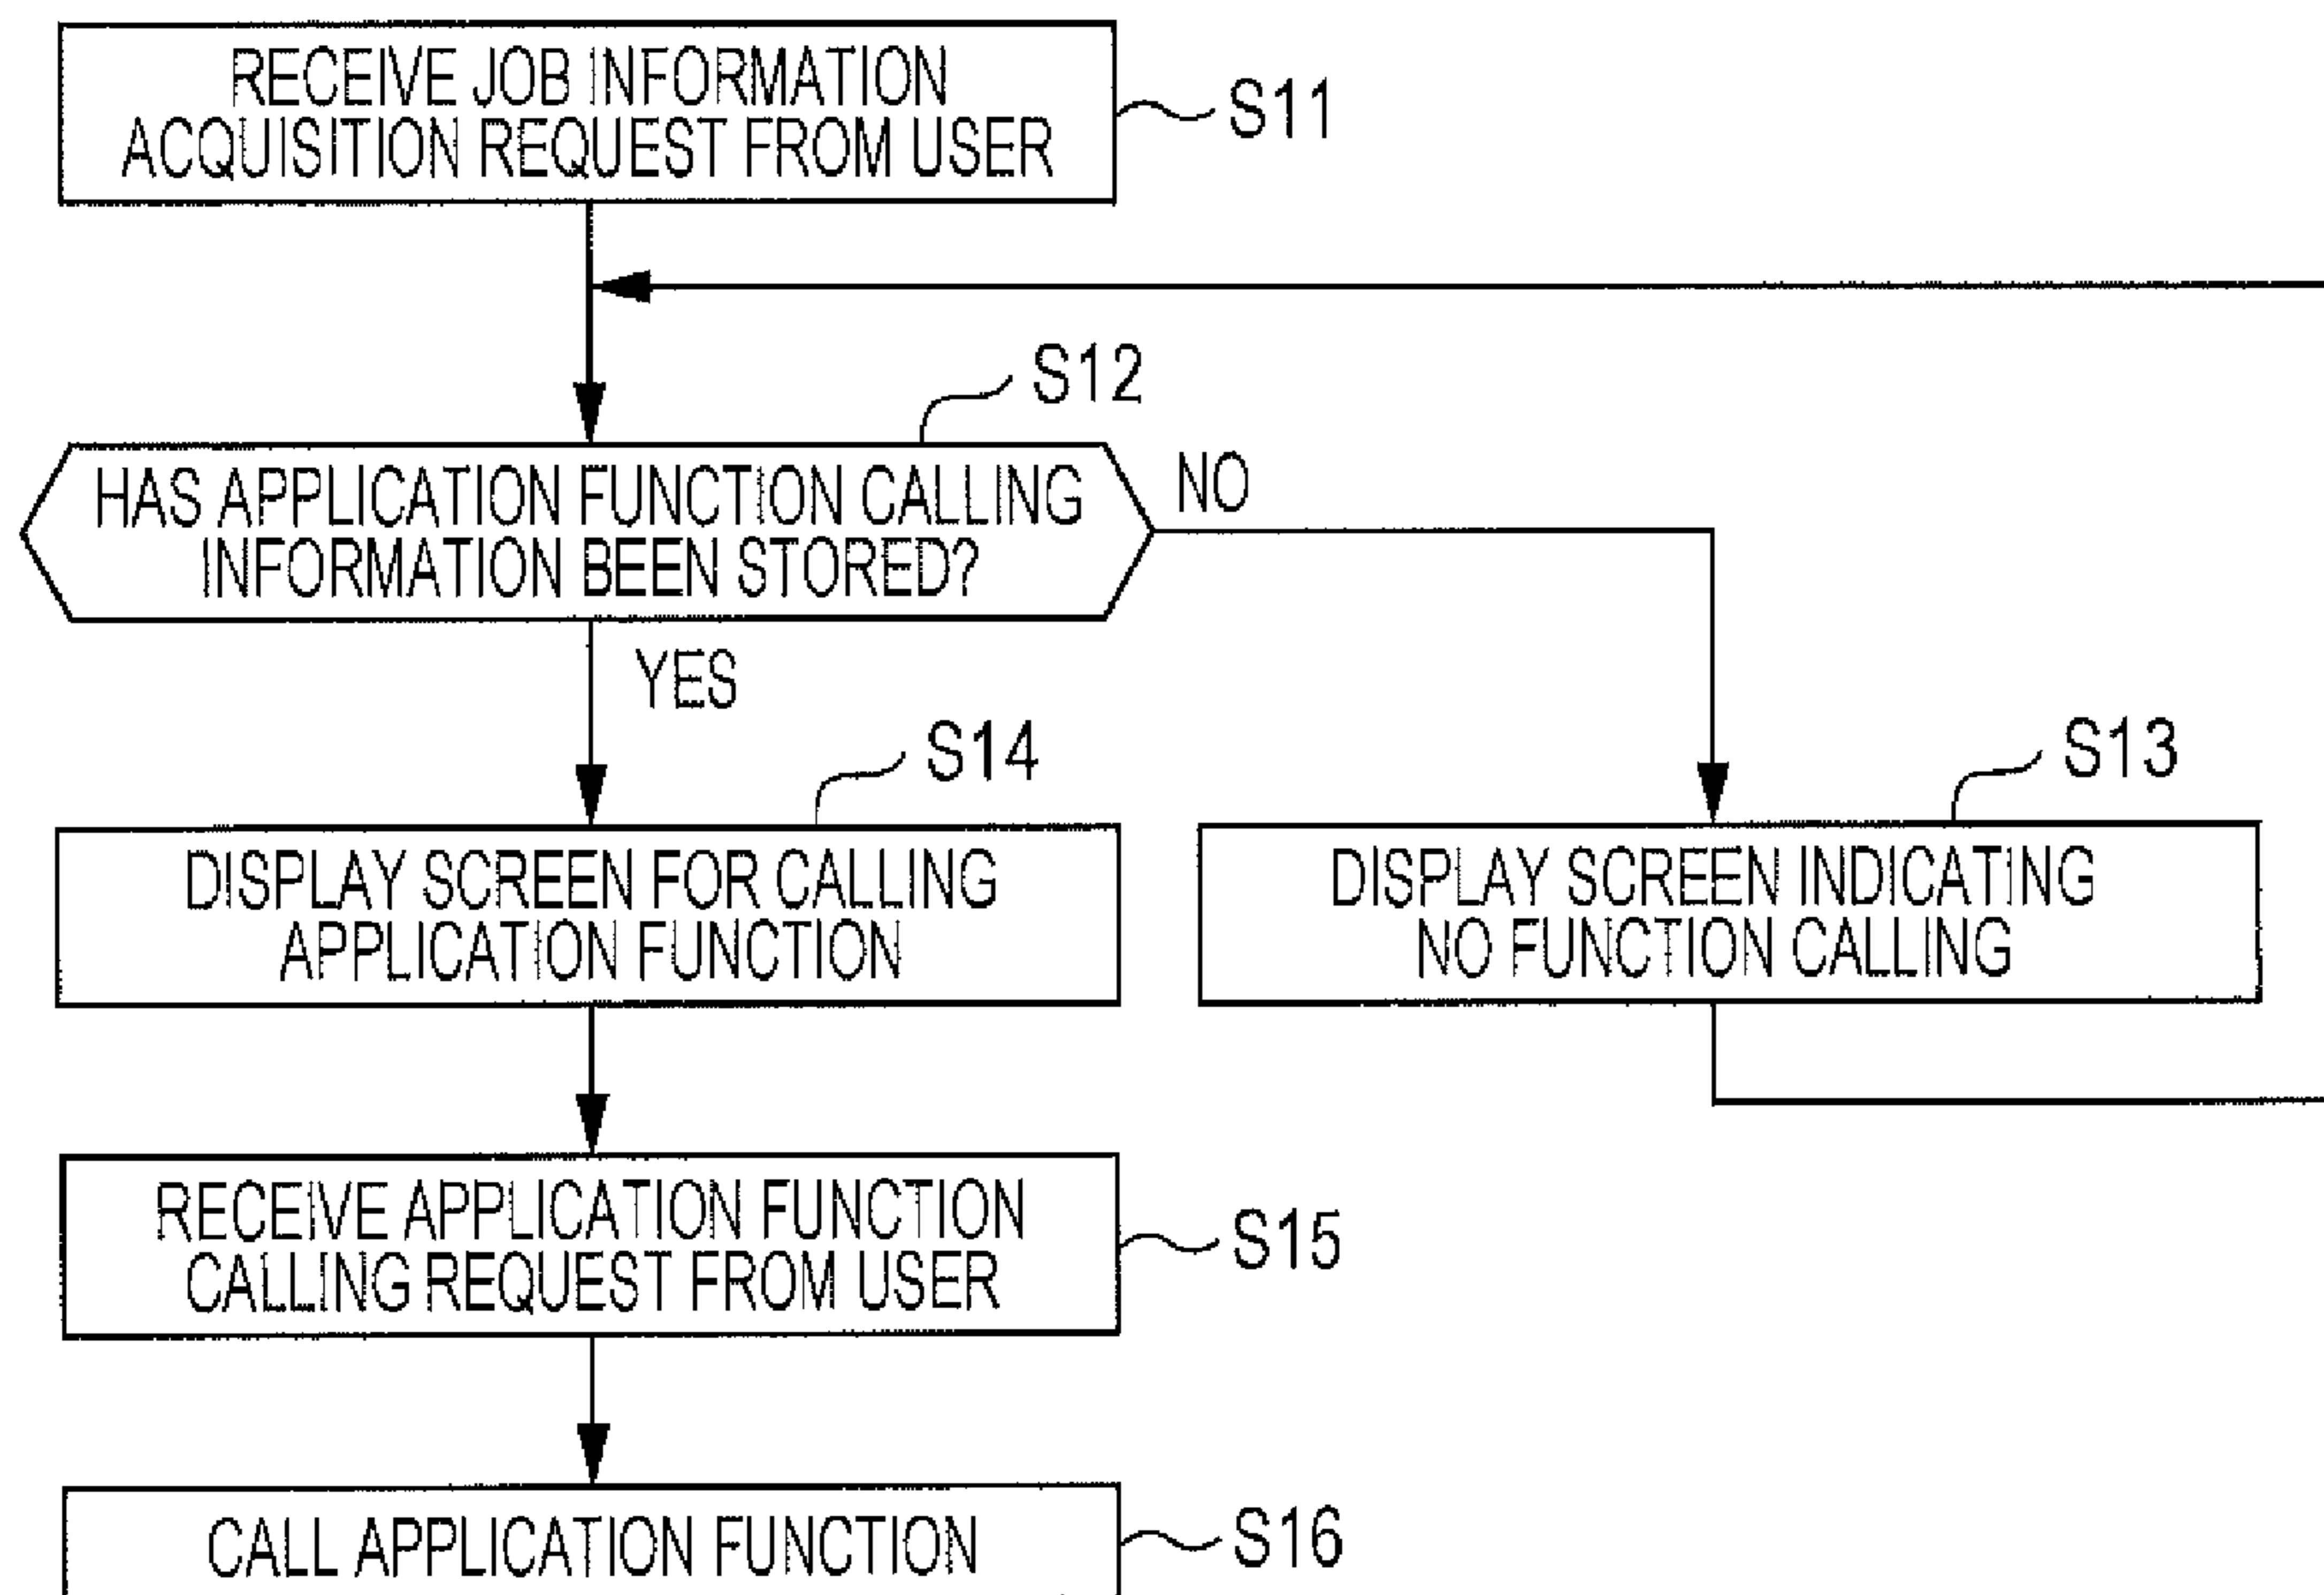 RECEIVE JOB INFORMATION
ACQUISITION REQUEST FROM USER
S11
S12
HAS APPLICATION FUNCTION CALLING
INFORMATION BEEN STORED?
NO
YES
S14
S13
DISPLAY SCREEN FOR CALLING
APPLICATION FUNCTION
DISPLAY SCREEN INDICATING
NO FUNCTION CALLING
RECEIVE APPLICATION FUNCTION
CALLING REQUEST FROM USER
S15
CALL APPLICATION FUNCTION
S16